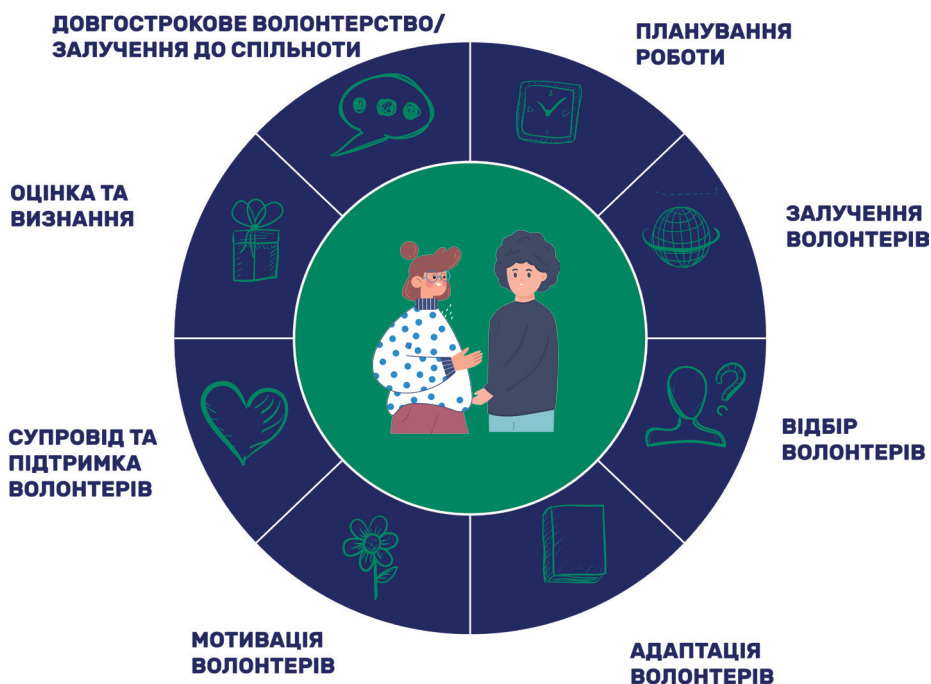 ДОВГОСТРОКОВЕ ВОЛОНТЕРСТВО/
ЗАЛУЧЕННЯ ДО СПІЛЬНОТИ
ПЛАНУВАННЯ
РОБОТИ
ЗАЛУЧЕННЯ
ВОЛОНТЕРІВ
ВІДБІР
ВОЛОНТЕРІВ
АДАПТАЦІЯ
ВОЛОНТЕРІВ
МОТИВАЦІЯ
ВОЛОНТЕРІВ
СУПРОВІД ТА
ПІДТРИМКА
ВОЛОНТЕРІВ
ОЦІНКА ТА
ВИЗНАННЯ